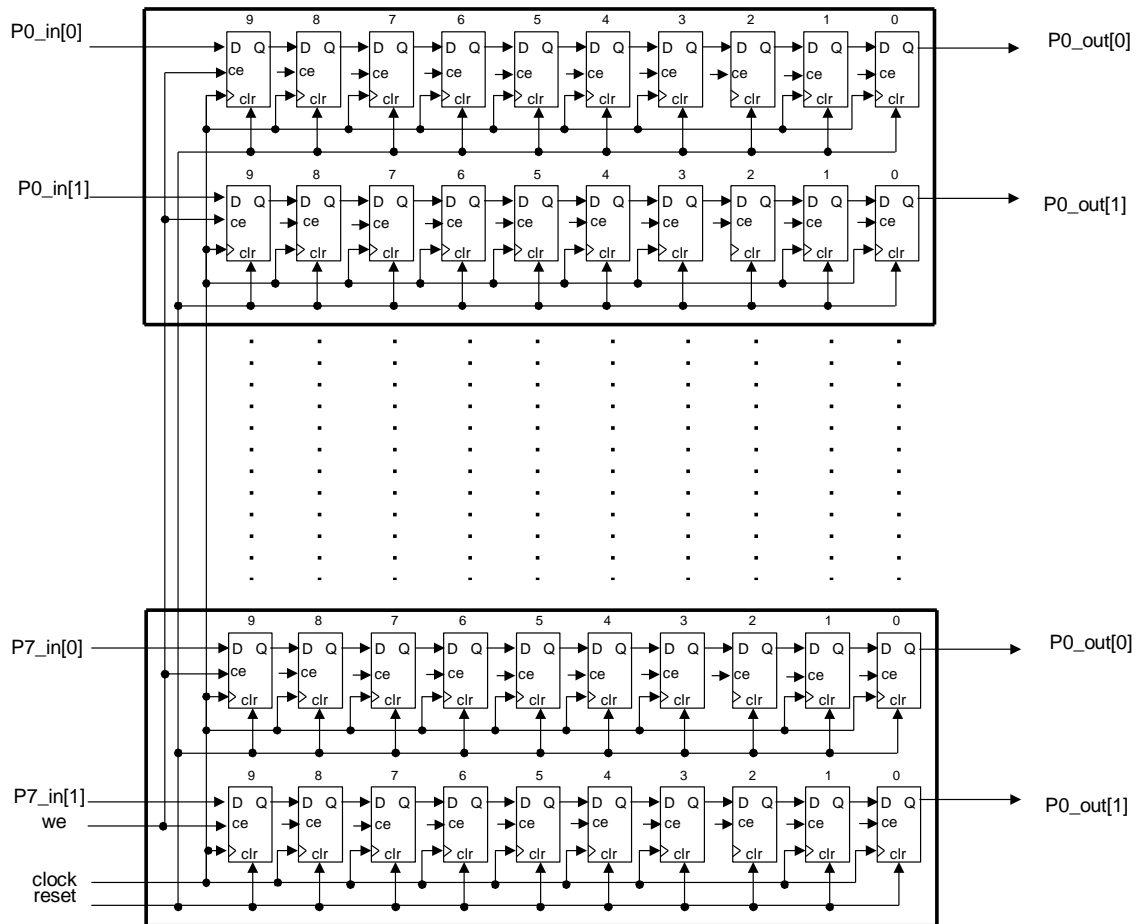 9 8 7 6 5 4 3 2 1 0
P0_in[0]
D Q D Q D Q D Q D Q D Q D Q D Q D Q D Q
P0_out[0]
ce ce ce ce ce ce ce ce ce ce
clr clr clr clr clr clr clr clr clr clr
9 8 7 6 5 4 3 2 1 0
P0_in[1]
D Q D Q D Q D Q D Q D Q D Q D Q D Q D Q
P0_out[1]
ce ce ce ce ce ce ce ce ce ce
clr clr clr clr clr clr clr clr clr clr
9 8 7 6 5 4 3 2 1 0
P7_in[0]
D Q D Q D Q D Q D Q D Q D Q D Q D Q D Q
P0_out[0]
ce ce ce ce ce ce ce ce ce ce
clr clr clr clr clr clr clr clr clr clr
9 8 7 6 5 4 3 2 1 0
P7_in[1]
D Q D Q D Q D Q D Q D Q D Q D Q D Q D Q
P0_out[1]
we
ce ce ce ce ce ce ce ce ce ce
clr clr clr clr clr clr clr clr clr clr
clock
reset